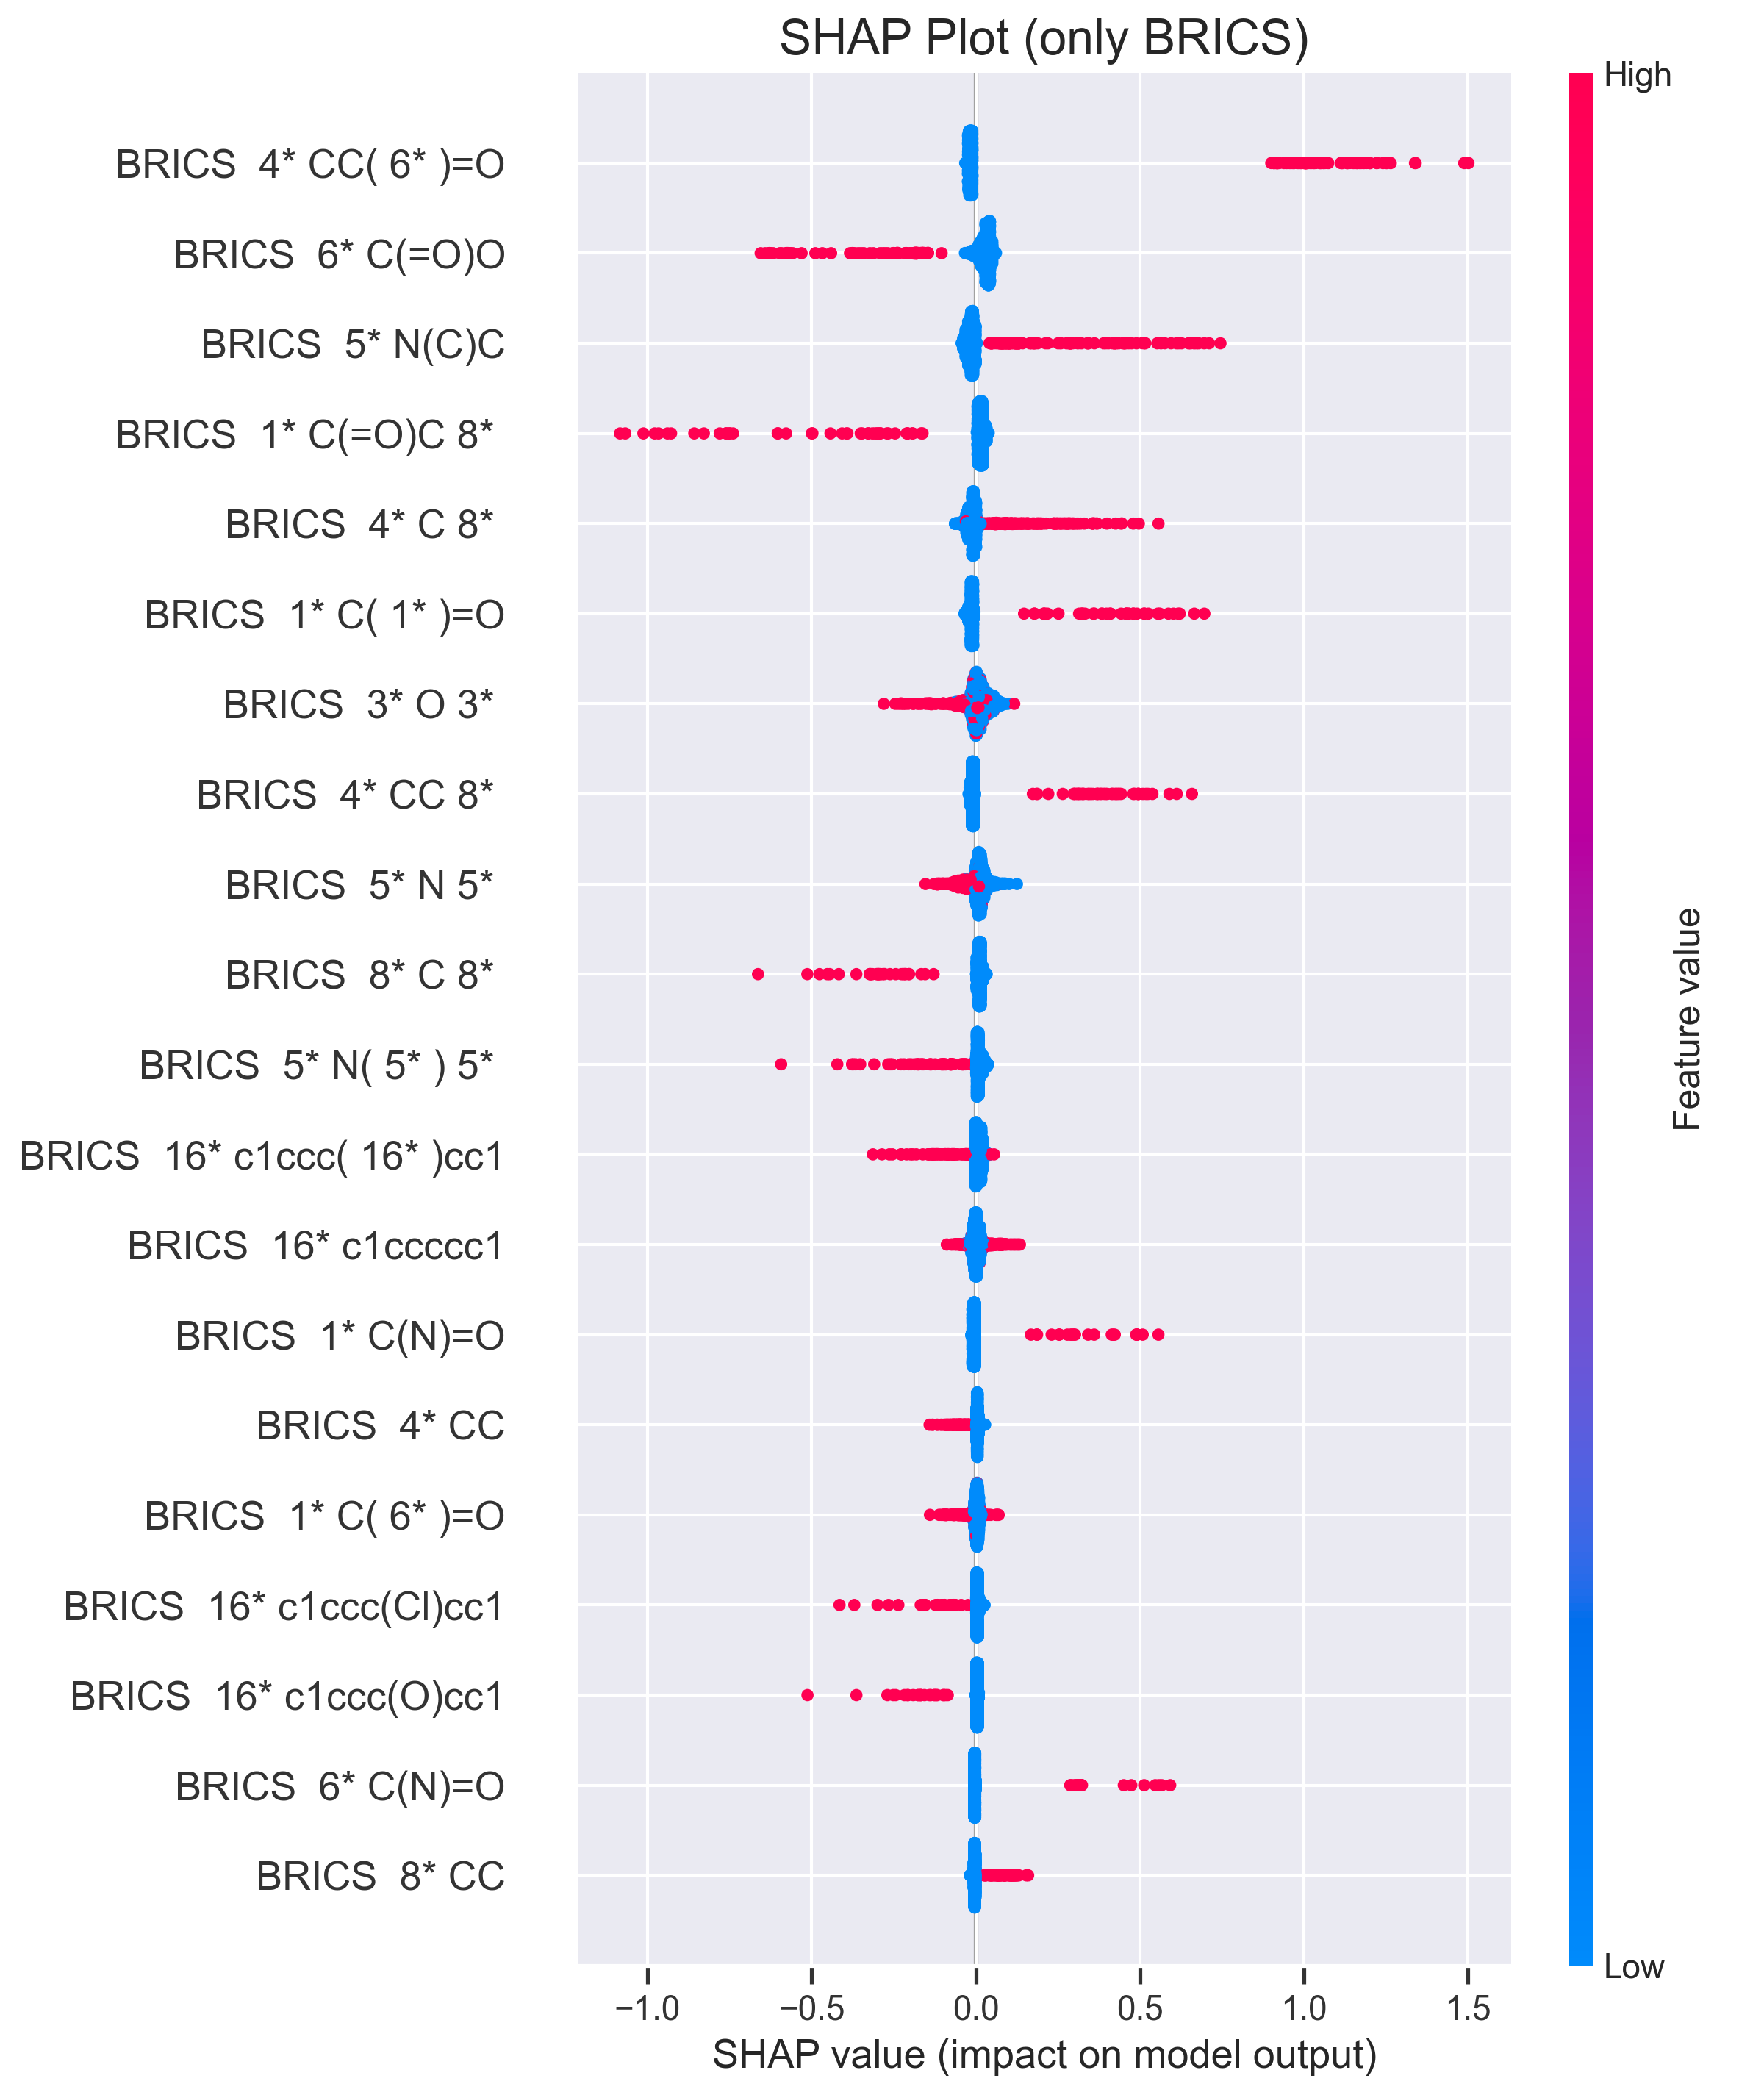 SHAP Plot (only BRICS)
High
BRICS 4* CC( 6* )=O
BRICS 6* C(=O)O
BRICS 5* N(C)C
BRICS 1* C(=O)C 8*
BRICS 4* C 8*
BRICS 1* C( 1* )=O
BRICS 3* O 3*
BRICS 4* CC 8*
BRICS 5* N 5*
BRICS 8* C 8*
BRICS 5* N( 5* ) 5*
BRICS 16* c1ccc( 16* )cc1
BRICS 16* c1ccccc1
BRICS 1* C(N)=O
BRICS 4* CC
BRICS 1* C( 6* )=O
BRICS 16* c1ccc(Cl)cc1
BRICS 16* c1ccc(O)cc1
BRICS 6* C(N)=O
BRICS 8* CC
Feature value
Low
−1.0 −0.5 0.0 0.5 1.0 1.5
SHAP value (impact on model output)